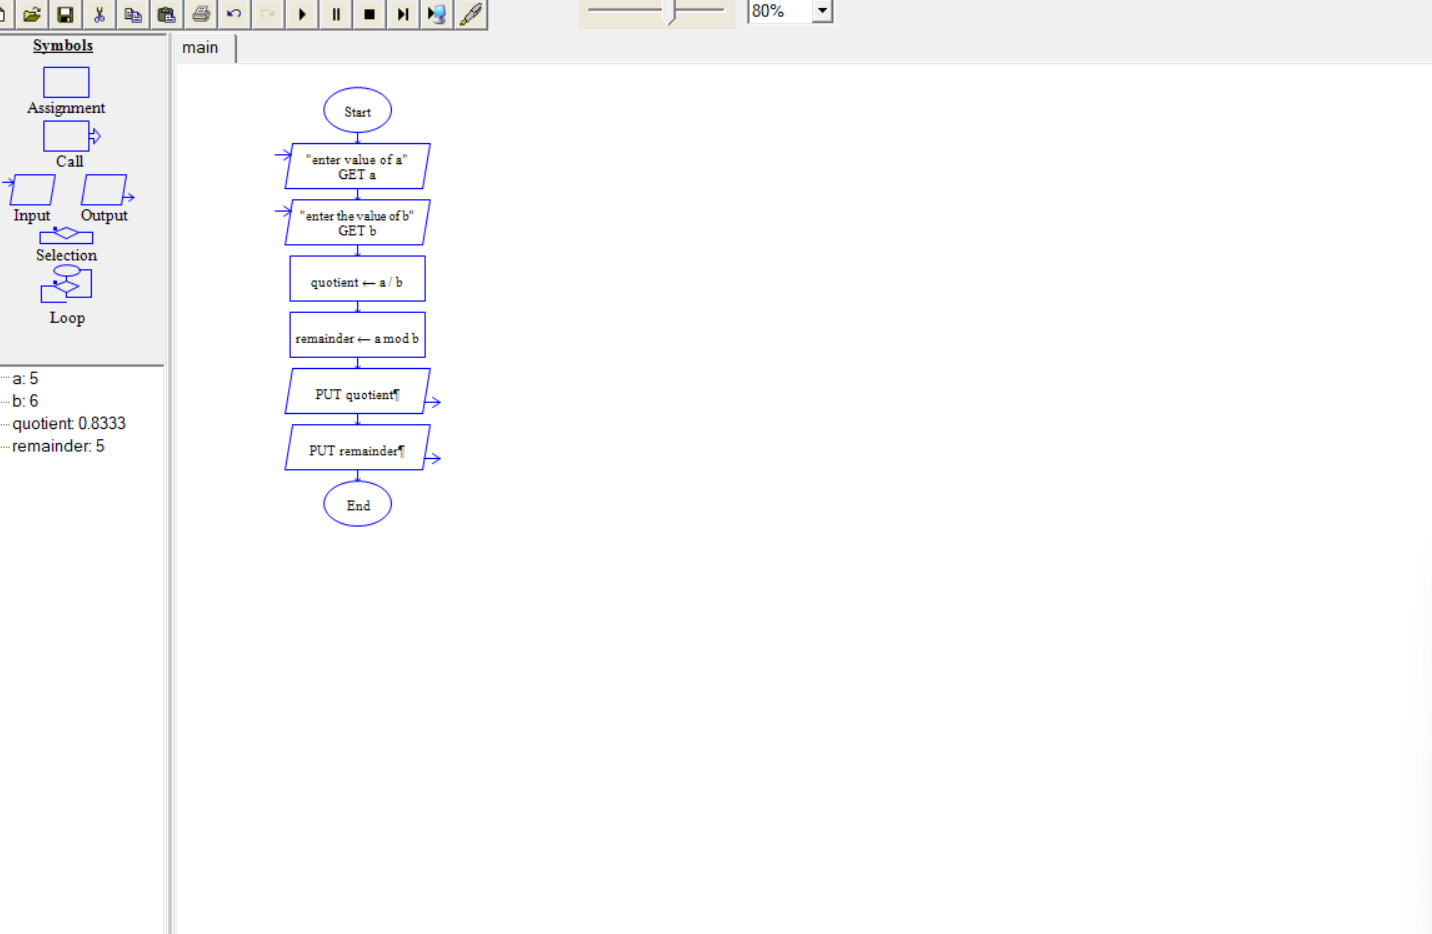 80%
Symbols
Assignment
Call
Input Output
Selection
Loop
a: 5
b: 6
quotient: 0.8333
remainder: 5
main
Start
"enter value of a"
GET a
"enter the value of b"
GET b
quotient ← a / b
remainder ← a mod b
PUT quotient¶
PUT remainder¶
End